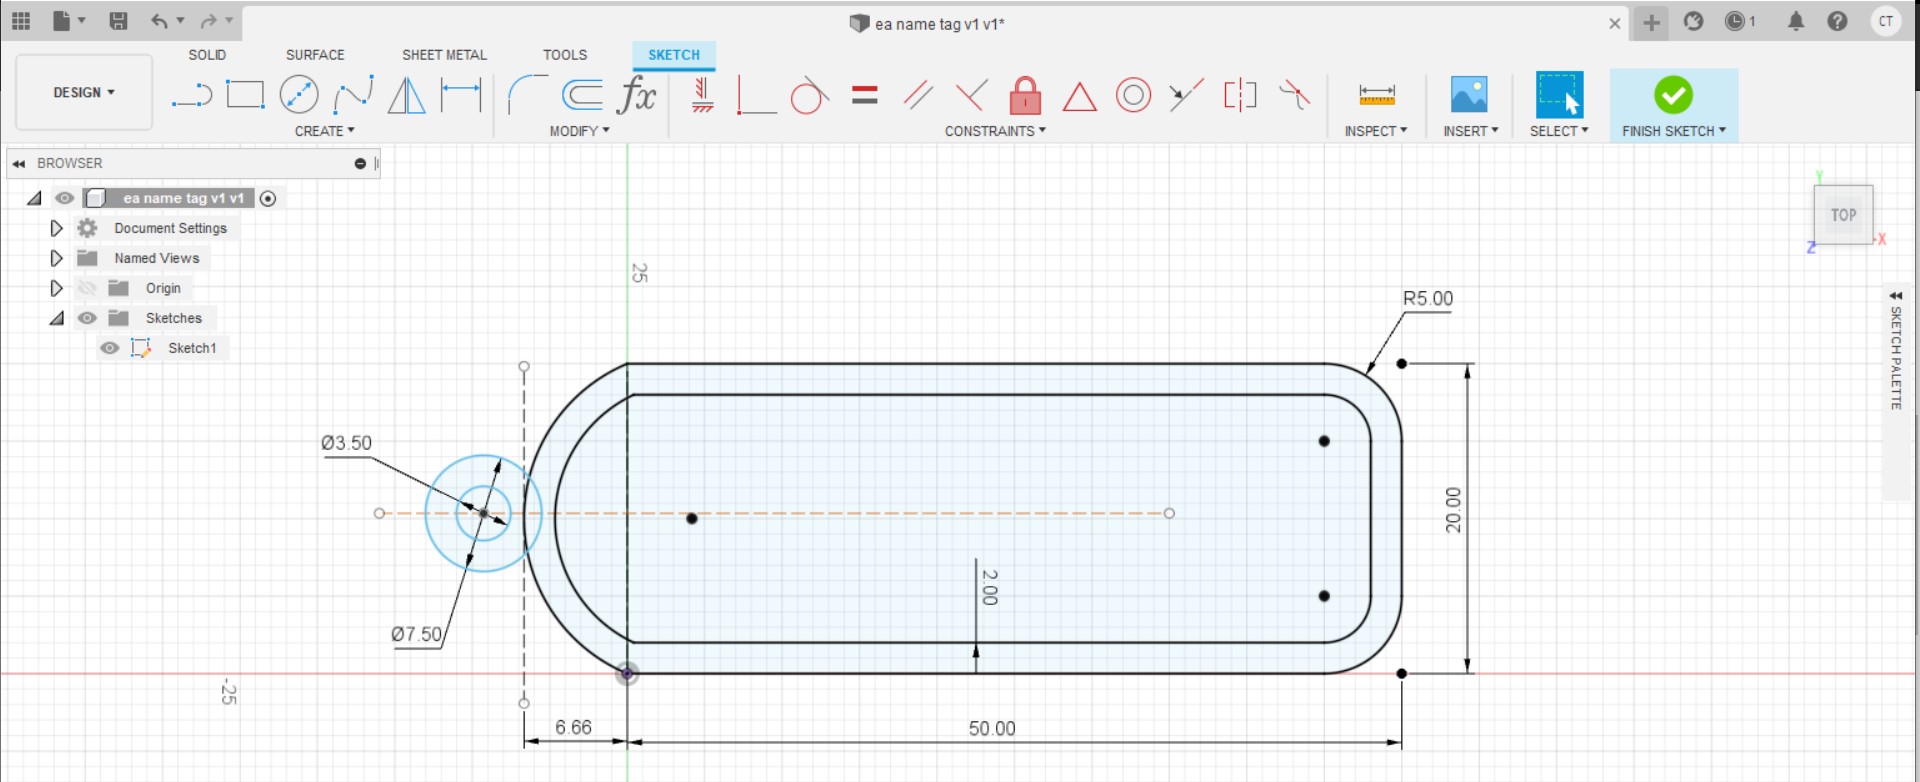 ea name tag v1 v1*
1
CT
SOLID SURFACE SHEET METAL TOOLS SKETCH
DESIGN
fx
CREATE MODIFY CONSTRAINTS INSPECT INSERT SELECT FINISH SKETCH
BROWSER
ea name tag v1 v1
Document Settings
Named Views
Origin
Sketches
Sketch1
Y
TOP
Z
X
SKETCH PALETTE
25
R5.00
Ø3.50
20.00
2.00
Ø7.50
-25
6.66
50.00